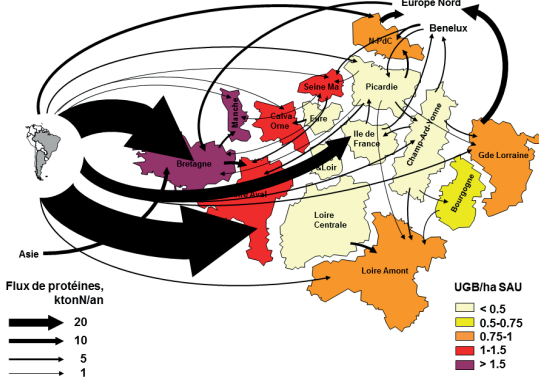 Europe Nord
Benelux
N-PdC
Seine Ma
Picardie
Manche
Calva
Orne
Eure
Ile de
France
Champ-Ard-Yonne
Gde Lorraine
Bretagne
&Loir
Aval
Bourgogne
Loire
Centrale
Loire Amont
Asie
Flux de protéines,
ktonN/an
20
10
5
1
UGB/ha SAU
< 0.5
0.5-0.75
0.75-1
1-1.5
> 1.5